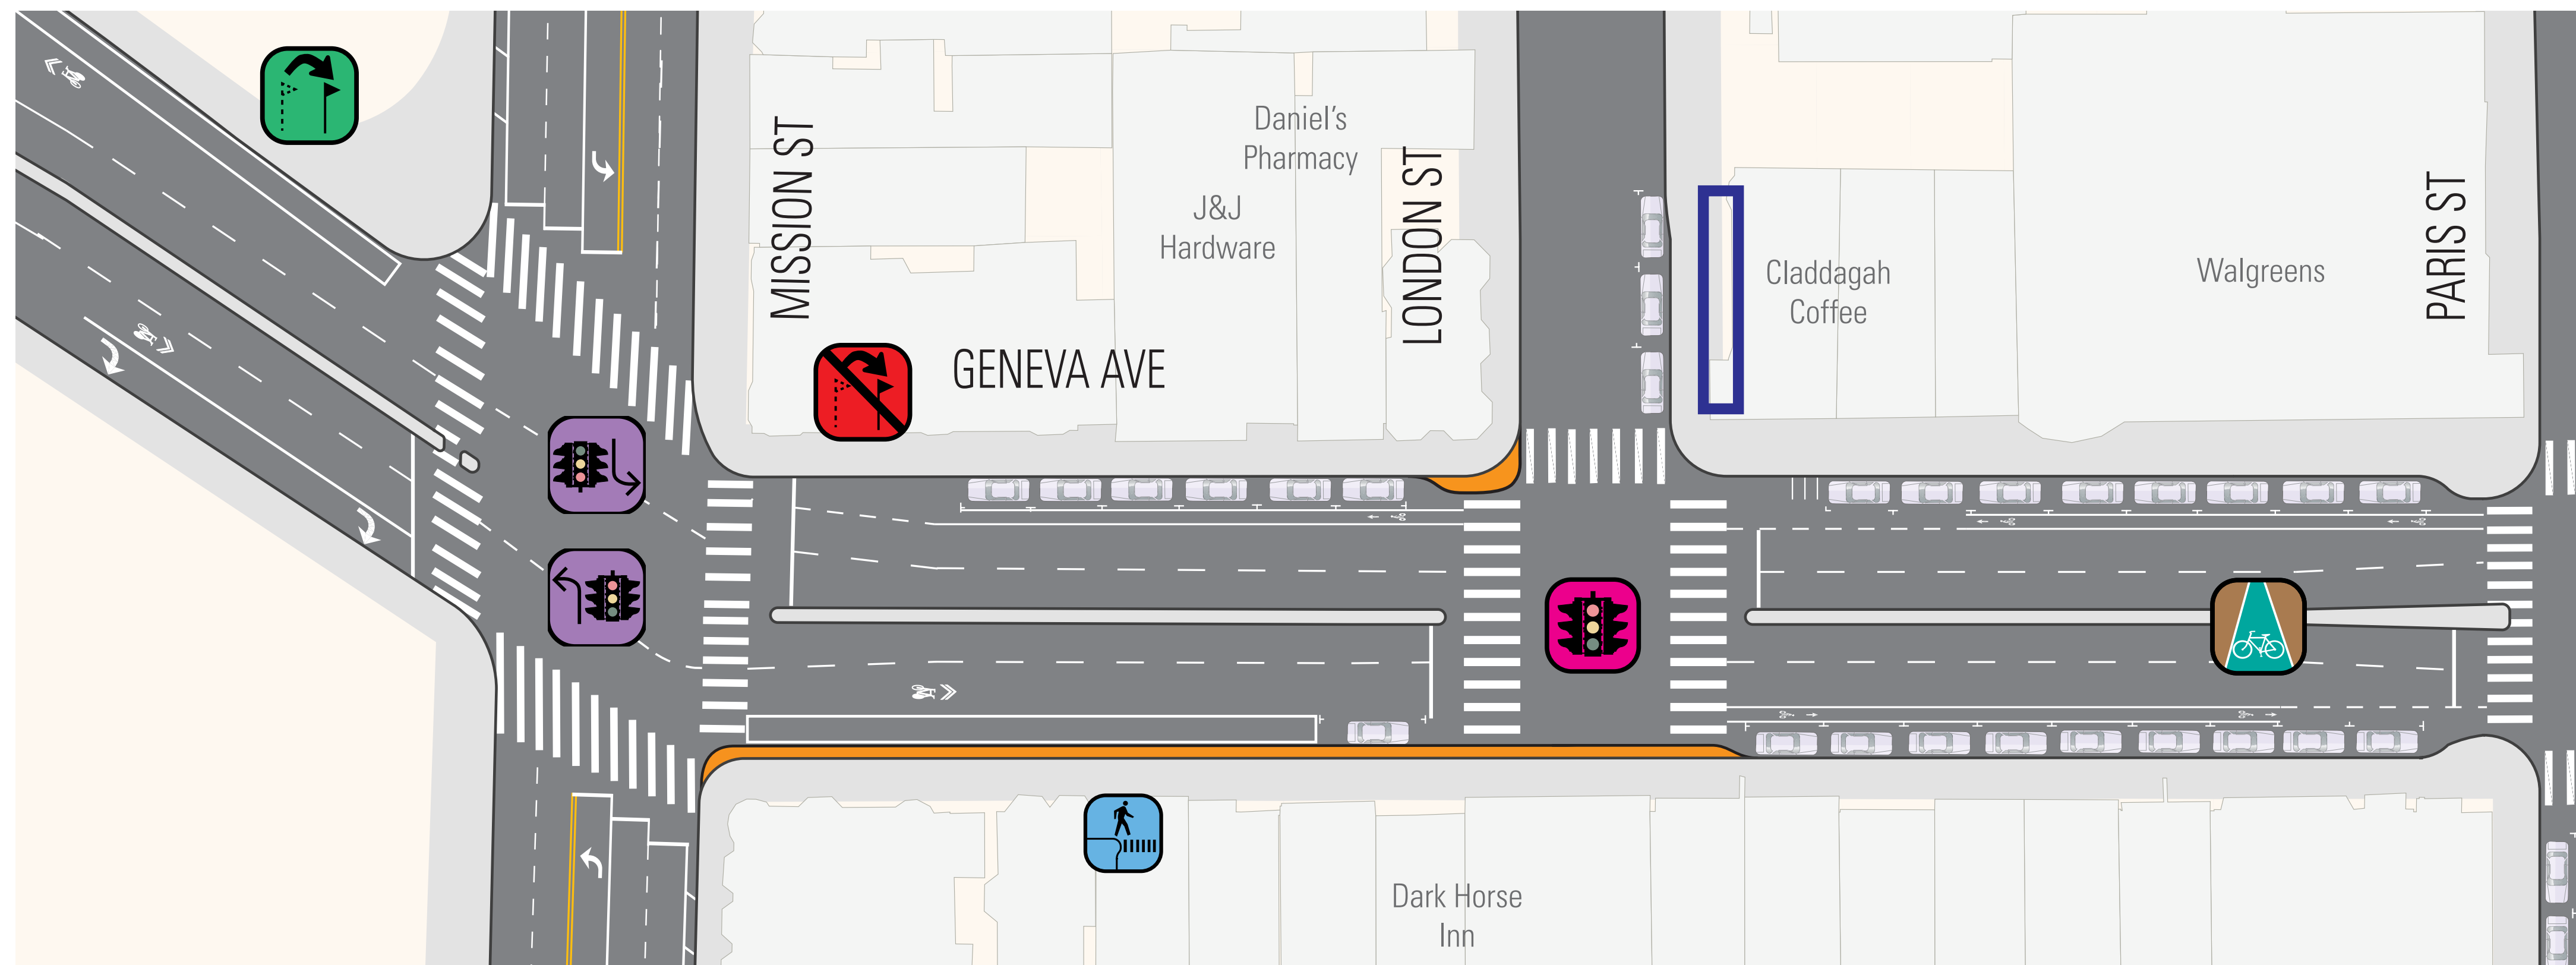 MISSION ST
Daniel's
Pharmacy
J&J
Hardware
LONDON ST
GENEVA AVE
Claddagah
Coffee
Walgreens
PARIS ST
Dark Horse
Inn